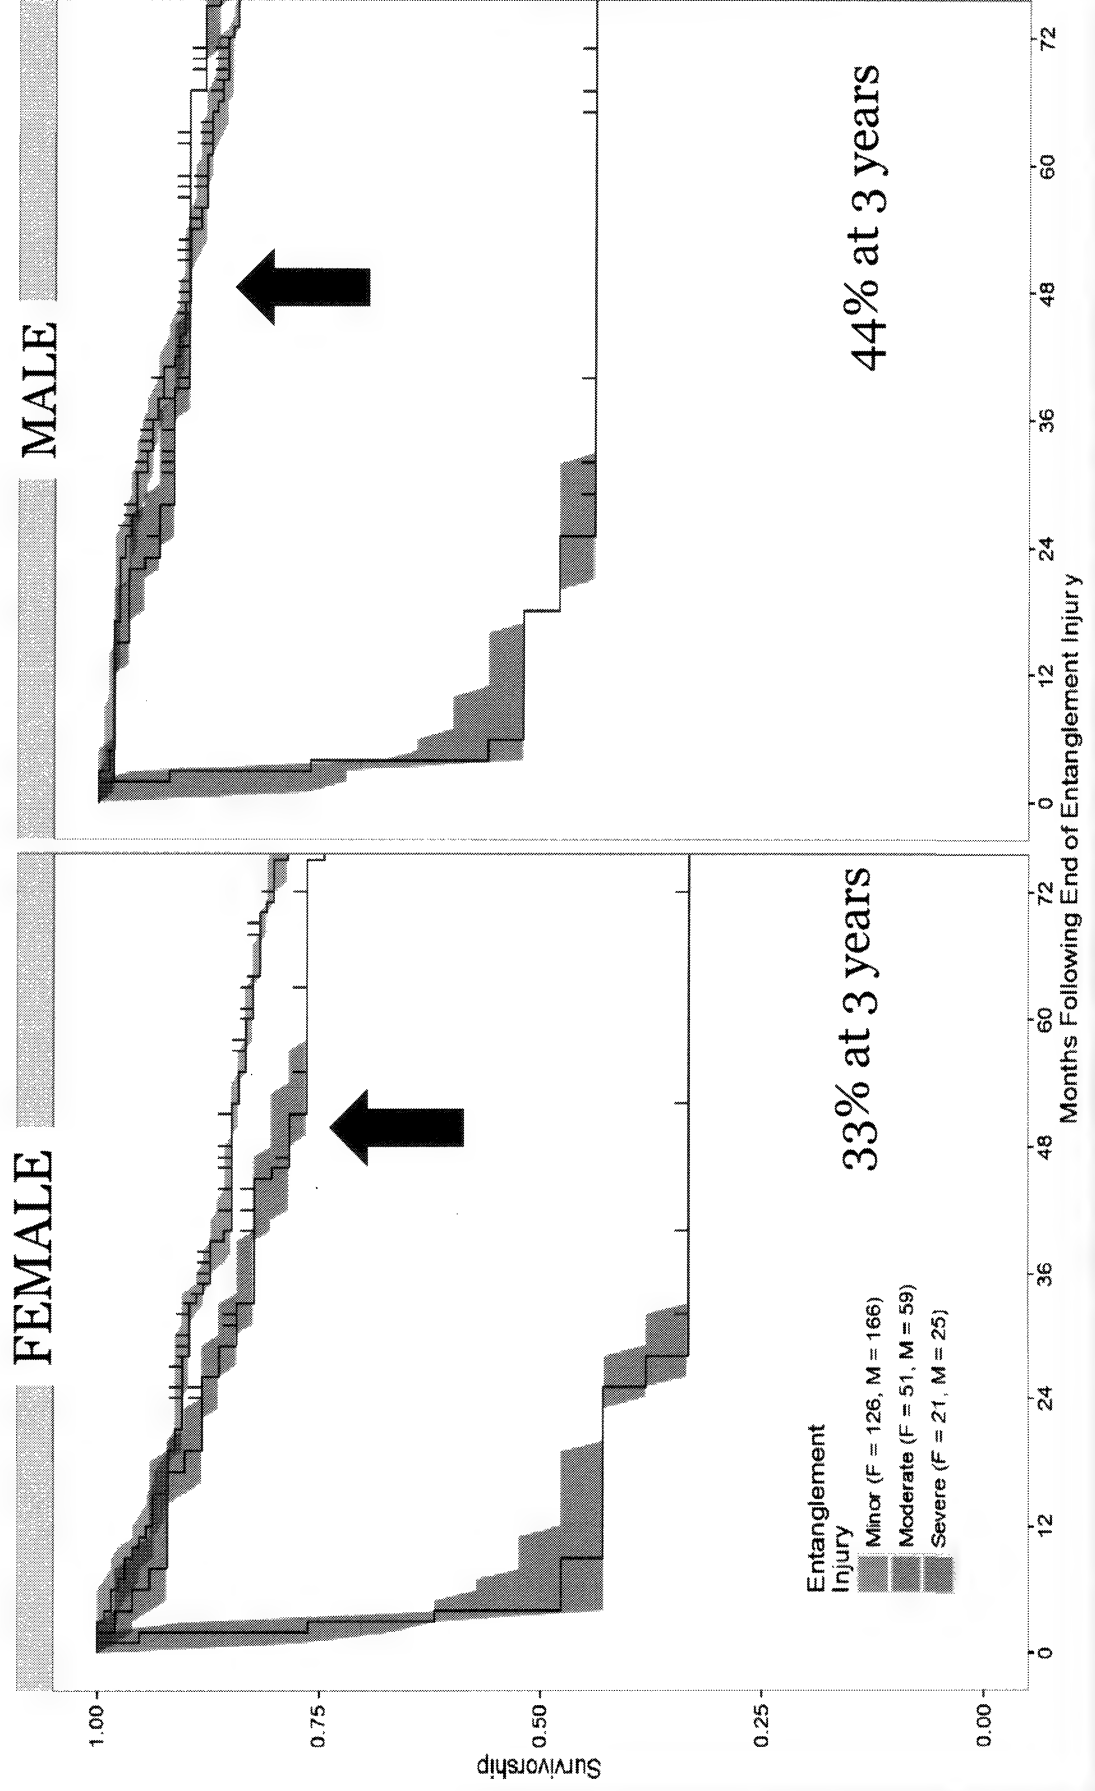 FEMALE
MALE
Survivorship
1.00
0.75
0.50
0.25
0.00
Entanglement
Injury
Minor (F = 126, M = 166)
Moderate (F = 51, M = 59)
Severe (F = 21, M = 25)
33% at 3 years
44% at 3 years
0
12
24
36
48
60
72
0
12
24
36
48
60
72
Months Following End of Entanglement Injury